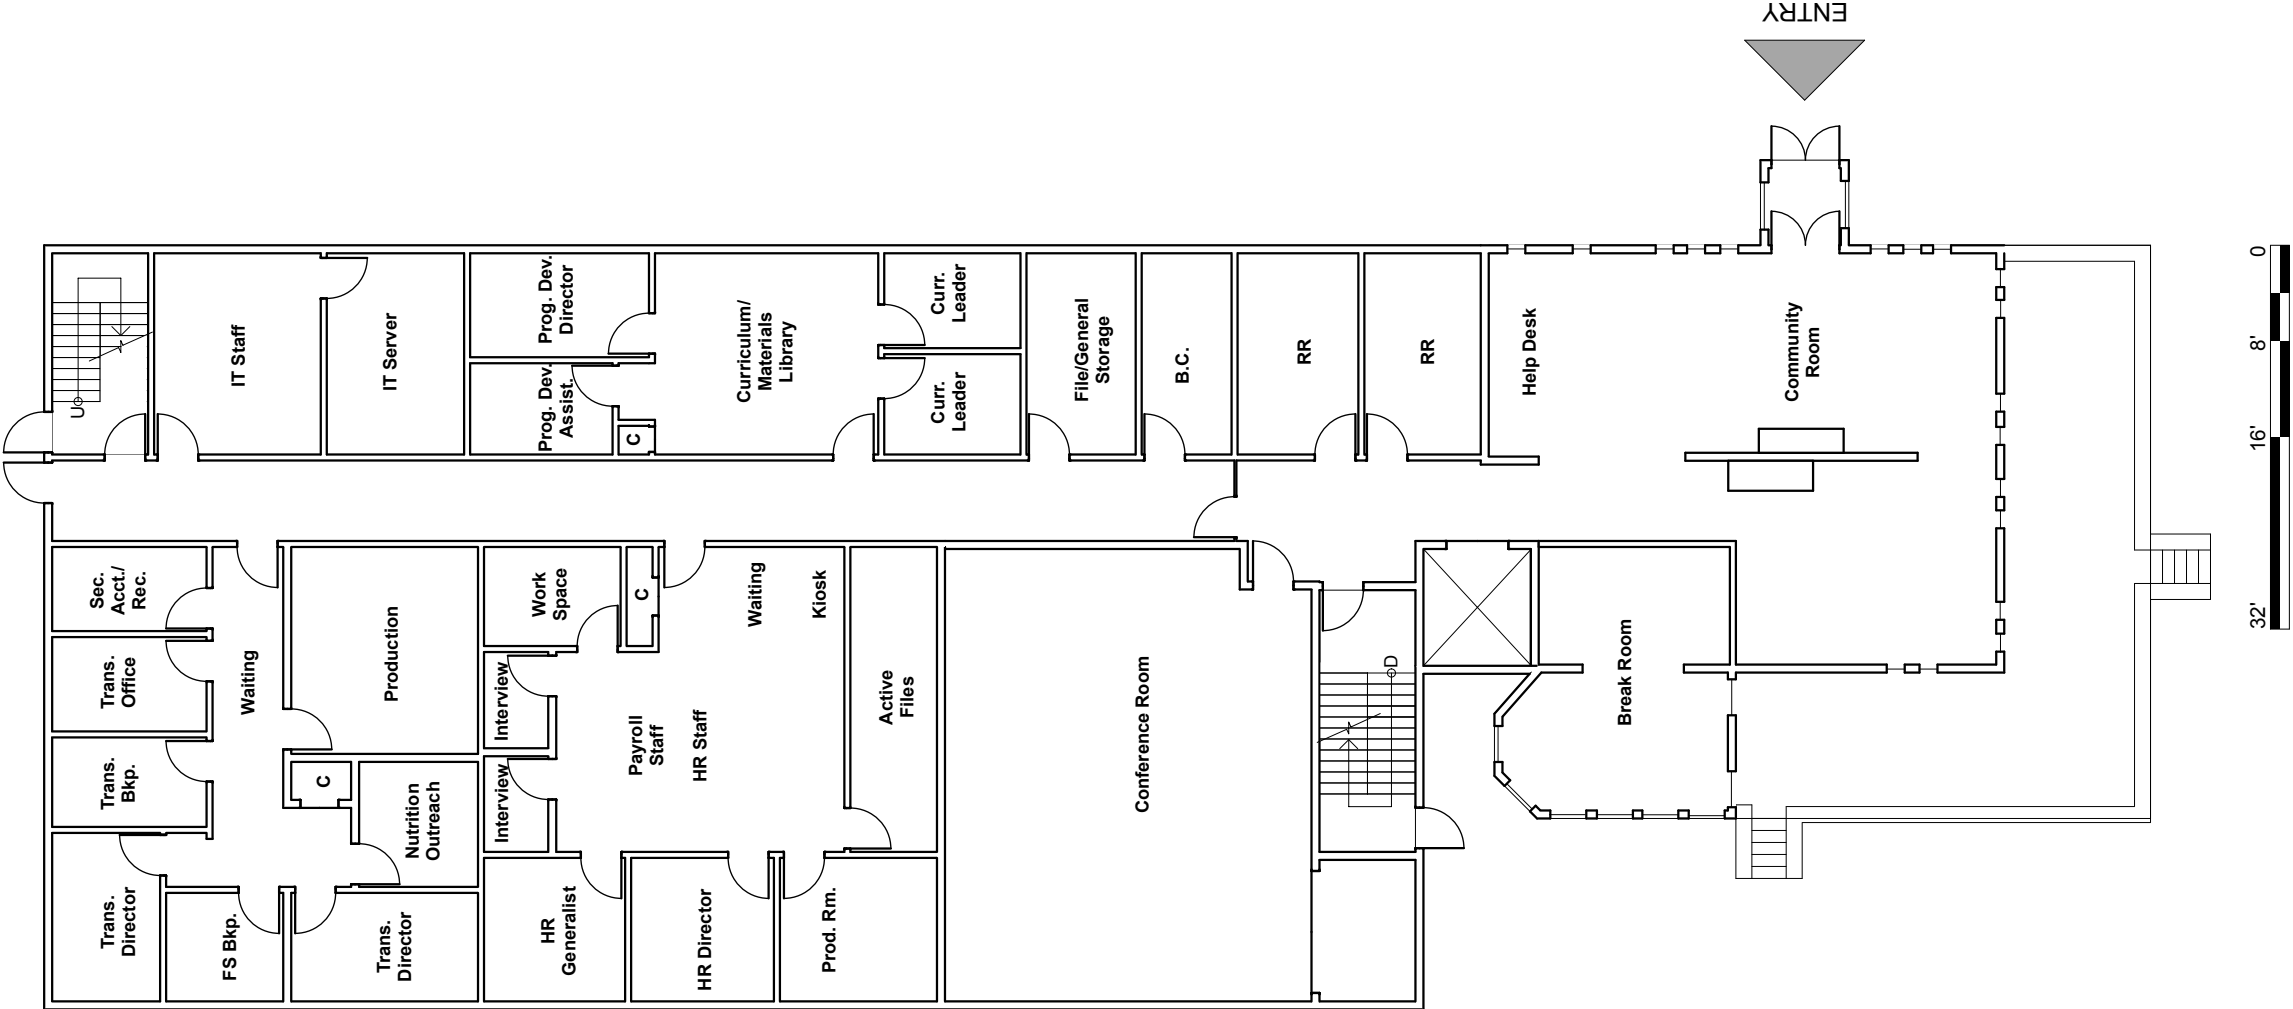 ENTRY
IT Staff
IT Server
Prog. Dev.
Director
Prog. Dev.
Assist.
C
Curriculum/
Materials
Library
Curr.
Leader
Curr.
Leader
File/General
Storage
B.C.
RR
RR
Help Desk
Community
Room
U
Sec.
Acct./
Rec.
Trans.
Office
Trans.
Bkp.
Trans.
Director
Waiting
FS Bkp.
Trans.
Director
Production
C
Nutrition
Outreach
Work
Space
C
Interview
Interview
Payroll
Staff
HR Staff
Waiting
Kiosk
HR
Generalist
HR Director
Prod. Rm.
Active
Files
Conference Room
D
Break Room
0
8'
16'
32'